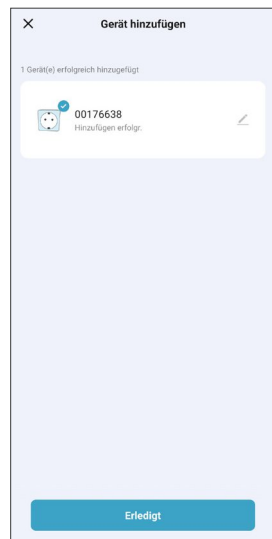 Gerät hinzufügen
1 Gerät(e) erfolgreich hinzugefügt
00176638
Hinzufügen erfolgr.
Erledigt